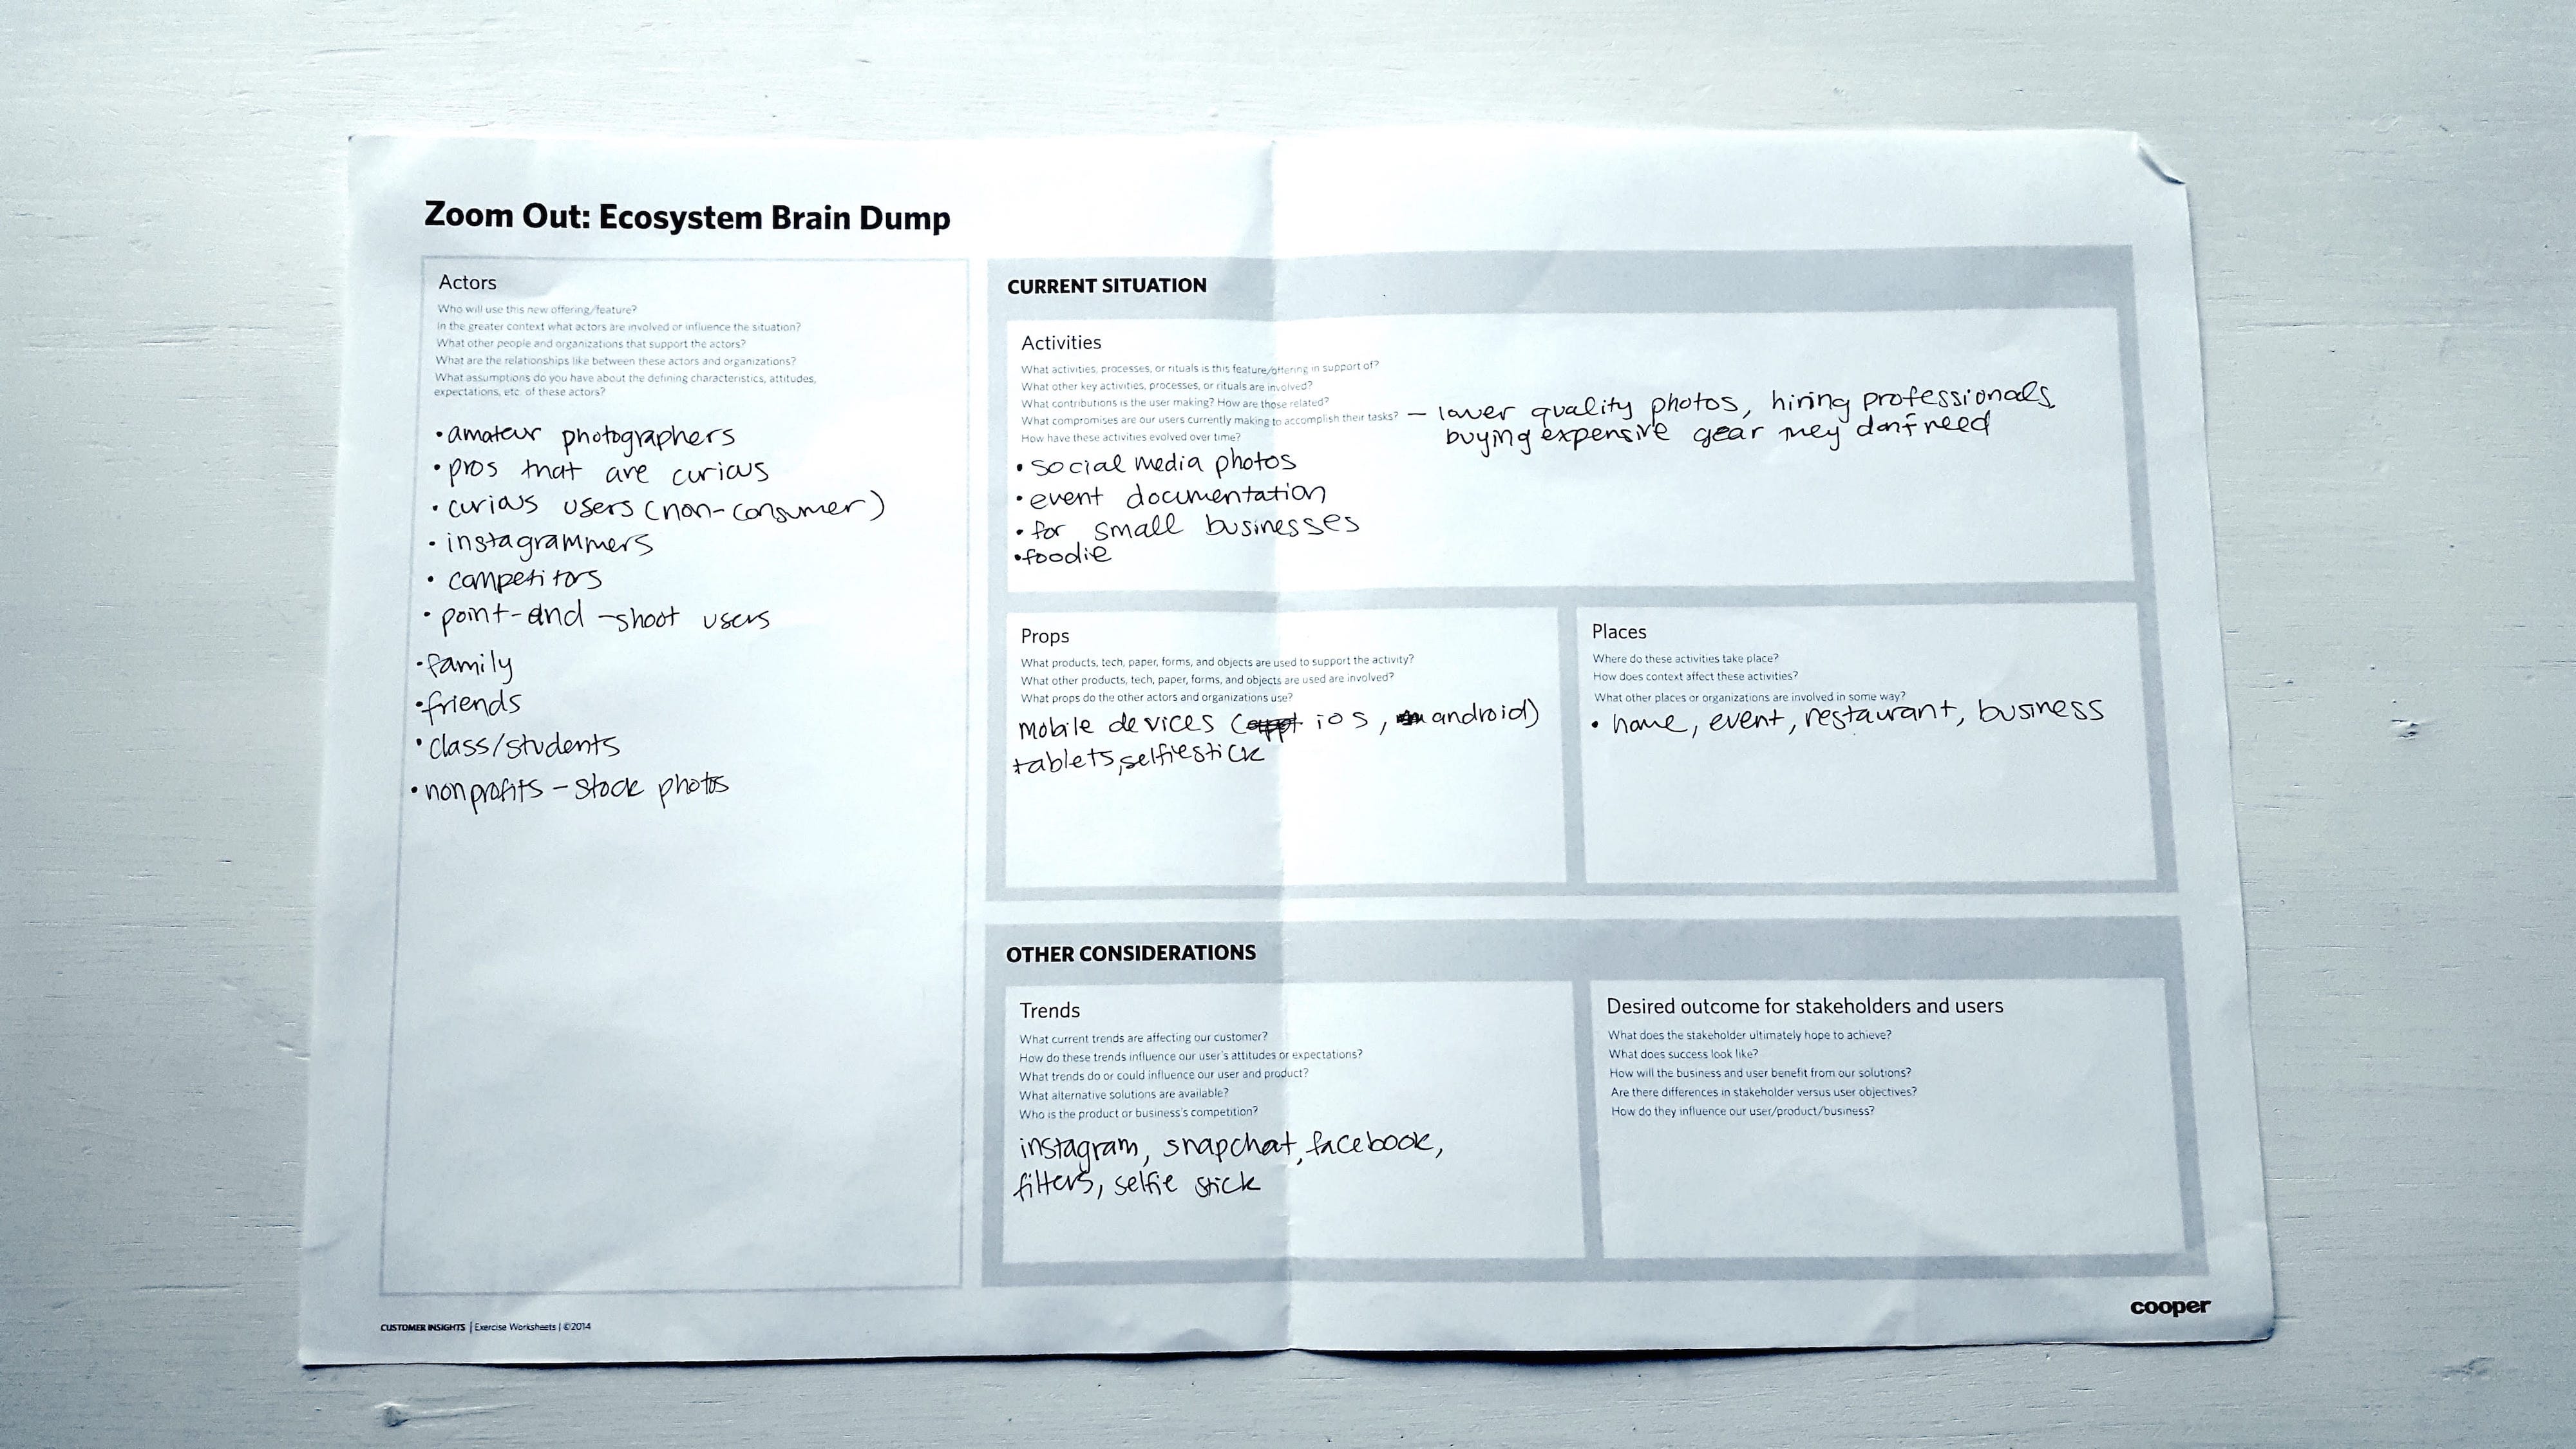 Zoom Out: Ecosystem Brain Dump
Actors
Who will use this new offering/feature?
In the greater context what actors are involved or influence the situation?
What other people and organizations that support the actors?
What are the relationships like between these actors and organizations?
What assumptions do you have about the defining characteristics, attitudes,
expectations, etc. of these actors?
• amateur photographers
• pros that are curious
• curious users (non-consumer)
• instagrammers
• competitors
• point-and-shoot users
• family
• friends
• class/students
• nonprofits - stock photos
CURRENT SITUATION
Activities
What activities, processes, or rituals is this feature/offering in support of?
What other key activities, processes, or rituals are involved?
What contributions is the user making? How are those related?
What compromises are our users currently making to accomplish their tasks? — lower quality photos, hiring professionals,
buying expensive gear they don't need
How have these activities evolved over time?
• social media photos
• event documentation
• for small businesses
• foodie
Props
What products, tech, paper, forms, and objects are used to support the activity?
What other products, tech, paper, forms, and objects are used are involved?
What props do the other actors and organizations use?
mobile devices ( ios, android)
tablets, selfiestick
Places
Where do these activities take place?
How does context affect these activities?
What other places or organizations are involved in some way?
• home, event, restaurant, business
OTHER CONSIDERATIONS
Trends
What current trends are affecting our customer?
How do these trends influence our user's attitudes or expectations?
What trends do or could influence our user and product?
What alternative solutions are available?
Who is the product or business's competition?
instagram, snapchat, facebook,
filters, selfie stick
Desired outcome for stakeholders and users
What does the stakeholder ultimately hope to achieve?
What does success look like?
How will the business and user benefit from our solutions?
Are there differences in stakeholder versus user objectives?
How do they influence our user/product/business?
CUSTOMER INSIGHTS | Exercise Worksheets | ©2014
cooper